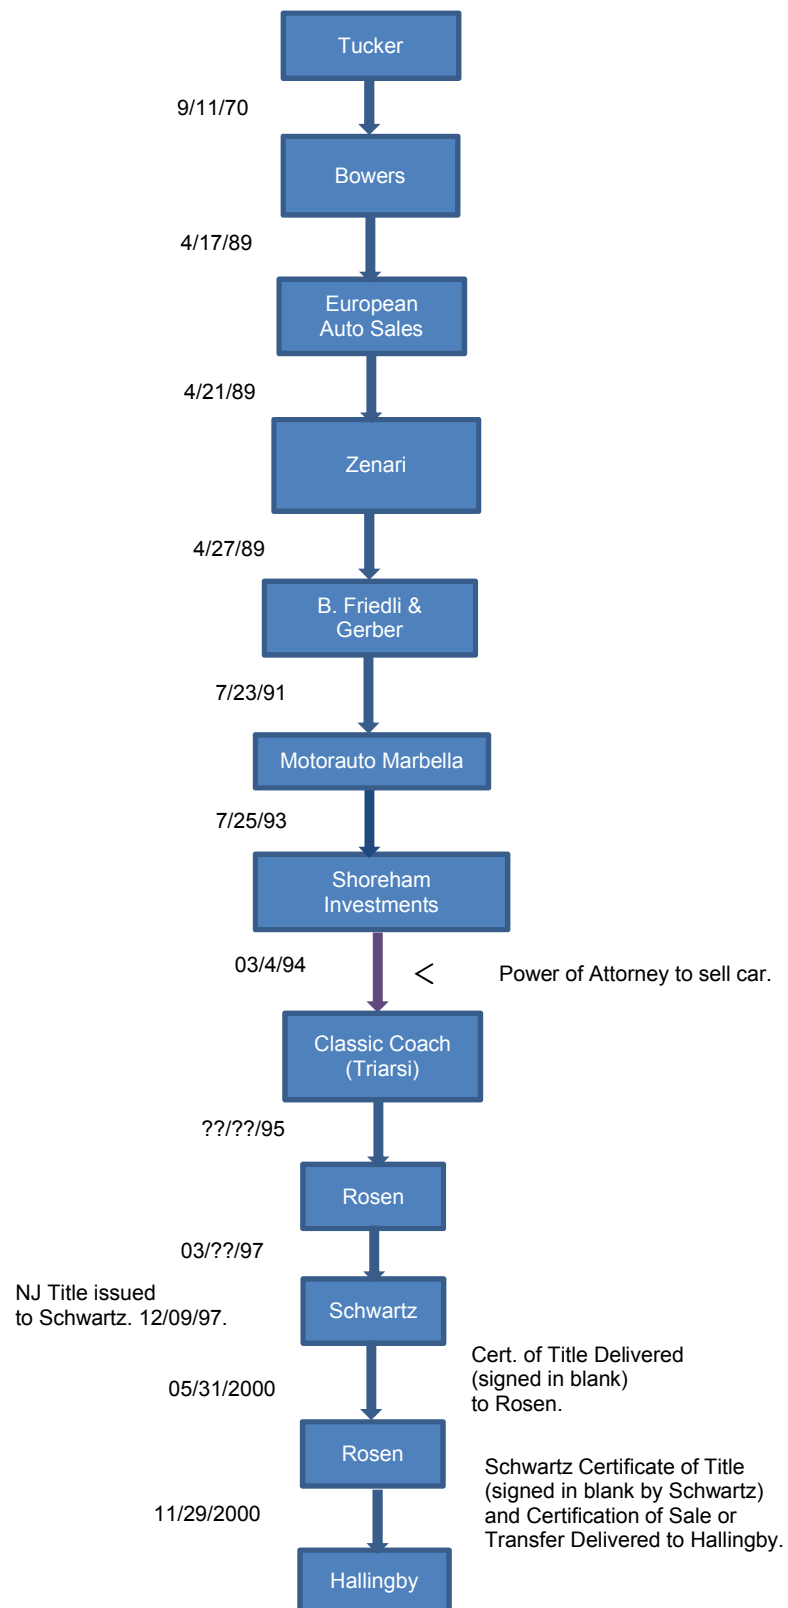 Tucker
9/11/70
Bowers
4/17/89
European
Auto Sales
4/21/89
Zenari
4/27/89
B. Friedli &
Gerber
7/23/91
Motorauto Marbella
7/25/93
Shoreham
Investments
03/4/94
< Power of Attorney to sell car.
Classic Coach
(Triarsi)
??/??/95
Rosen
03/??/97
NJ Title issued
to Schwartz. 12/09/97.
Schwartz
05/31/2000
Cert. of Title Delivered
(signed in blank)
to Rosen.
Rosen
11/29/2000
Schwartz Certificate of Title
(signed in blank by Schwartz)
and Certification of Sale or
Transfer Delivered to Hallingby.
Hallingby